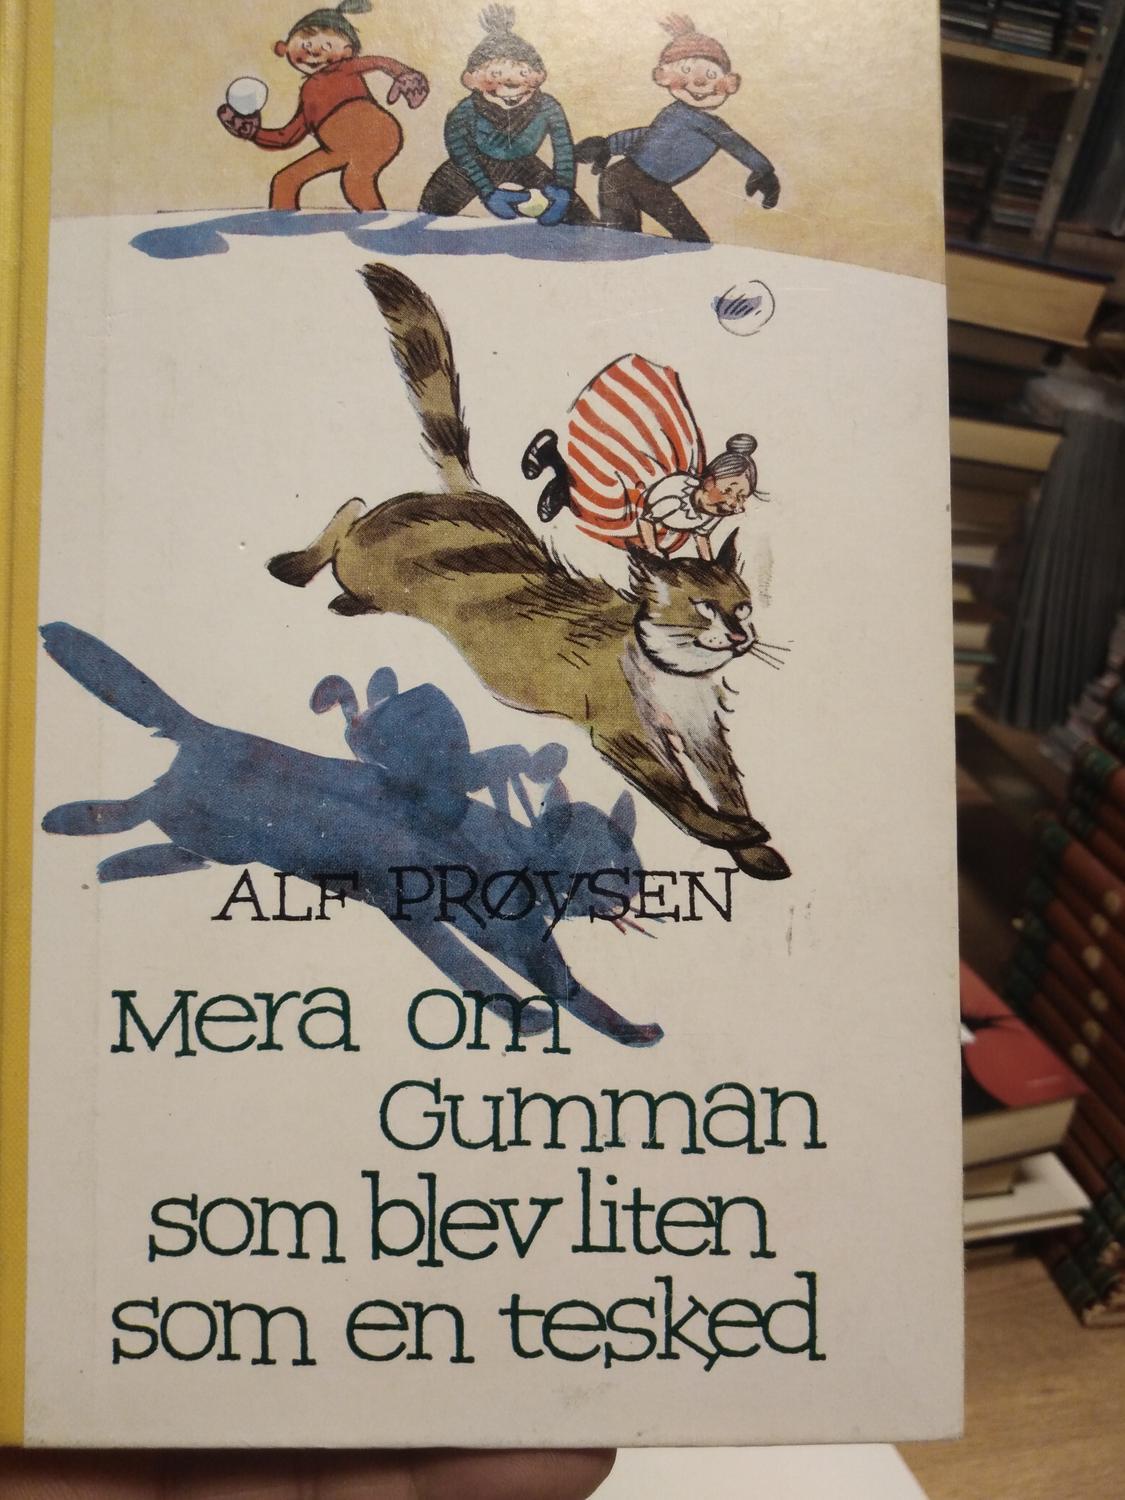 ALF PRØYSEN
Mera om
Gumman
som blev liten
som en tesked